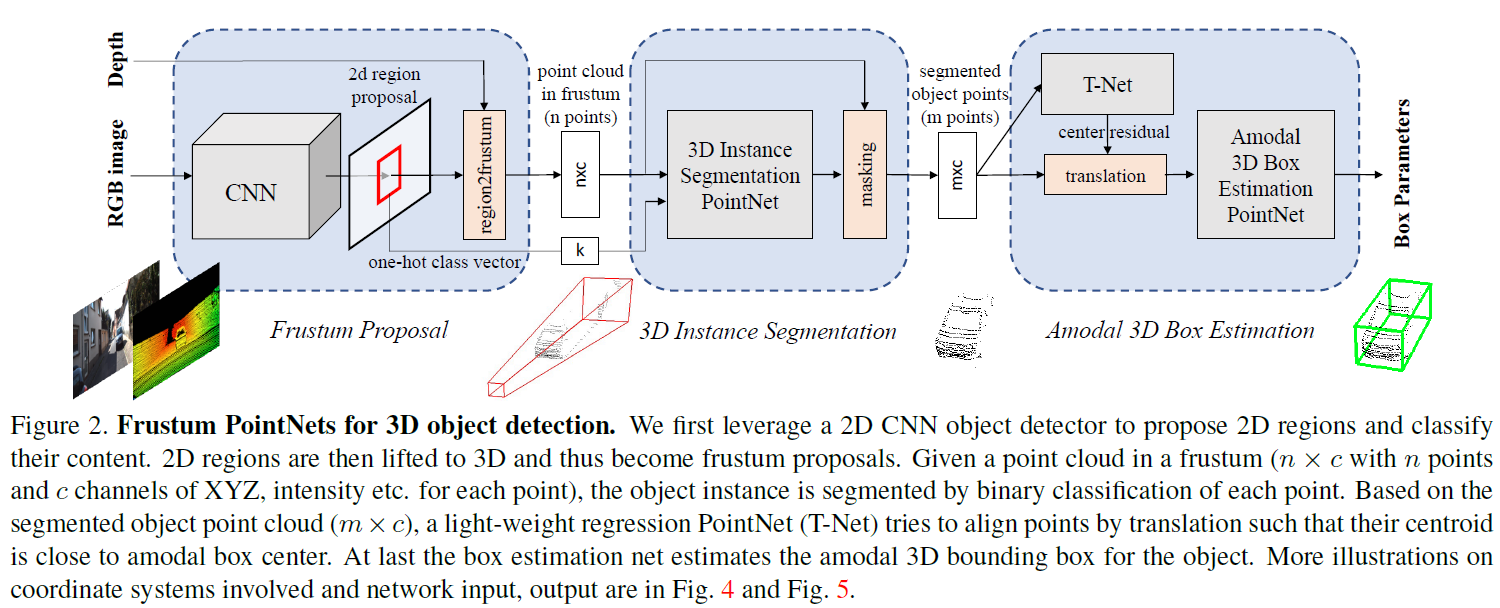 Depth
RGB image
CNN
2d region
proposal
region2frustum
one-hot class vector
point cloud
in frustum
(n points)
nxc
k
3D Instance
Segmentation
PointNet
masking
segmented
object points
(m points)
mxc
T-Net
center residual
translation
Amodal
3D Box
Estimation
PointNet
Box Parameters
Frustum Proposal
3D Instance Segmentation
Amodal 3D Box Estimation
Figure 2. Frustum PointNets for 3D object detection. We first leverage a 2D CNN object detector to propose 2D regions and classify
their content. 2D regions are then lifted to 3D and thus become frustum proposals. Given a point cloud in a frustum (n × c with n points
and c channels of XYZ, intensity etc. for each point), the object instance is segmented by binary classification of each point. Based on the
segmented object point cloud (m × c), a light-weight regression PointNet (T-Net) tries to align points by translation such that their centroid
is close to amodal box center. At last the box estimation net estimates the amodal 3D bounding box for the object. More illustrations on
coordinate systems involved and network input, output are in Fig. 4 and Fig. 5.